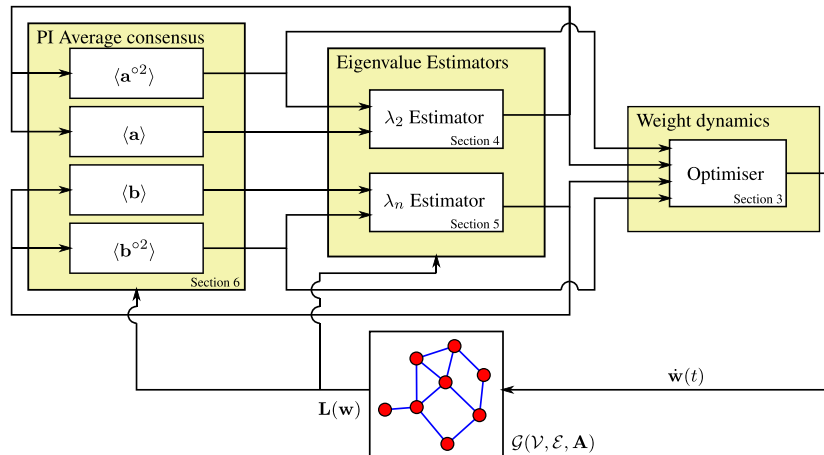 PI Average consensus
⟨a°²⟩
⟨a⟩
⟨b⟩
⟨b°²⟩
Section 6
Eigenvalue Estimators
λ₂ Estimator
Section 4
λₙ Estimator
Section 5
Weight dynamics
Optimiser
Section 3
L(w)
ẇ(t)
𝒢(𝒱, ℰ, A)